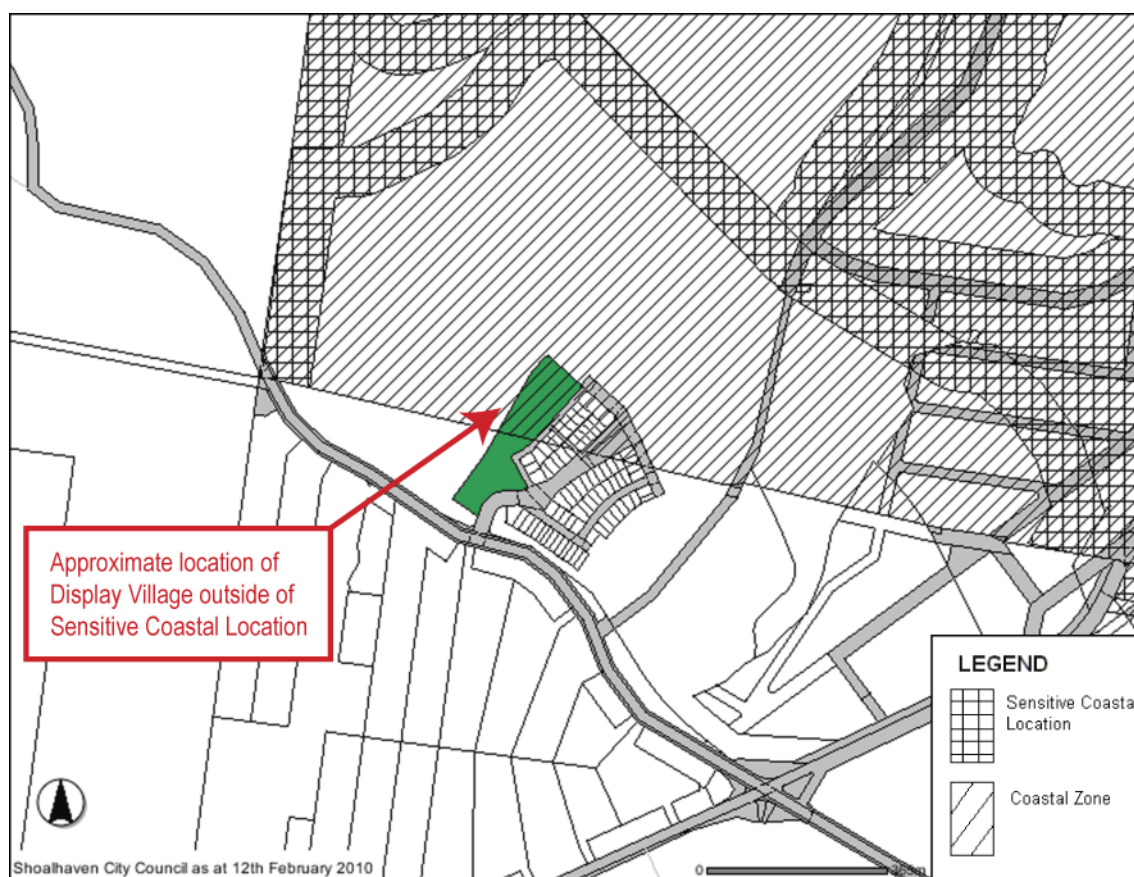 Approximate location of
Display Village outside of
Sensitive Coastal Location
LEGEND
Sensitive Coasta
Location
Coastal Zone
Shoalhaven City Council as at 12th February 2010
0